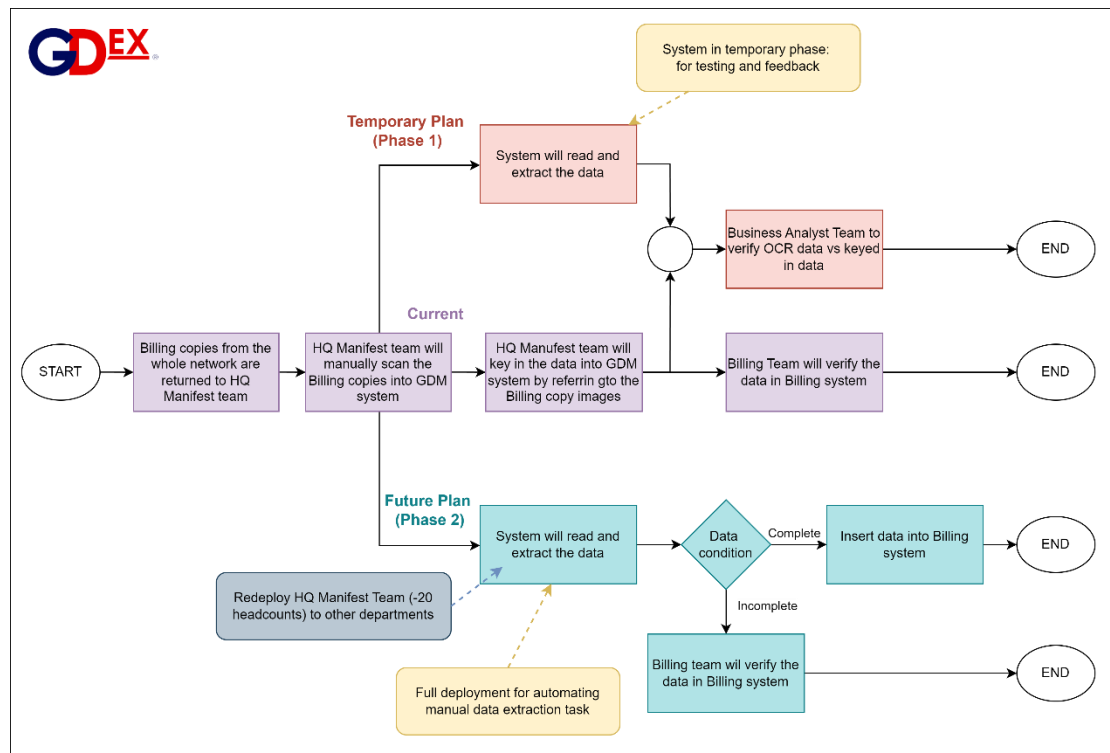 GDEX
System in temporary phase:
for testing and feedback
Temporary Plan
(Phase 1)
System will read and
extract the data
Business Analyst Team to
verify OCR data vs keyed
in data
END
Current
START
Billing copies from the
whole network are
returned to HQ
Manifest team
HQ Manifest team will
manually scan the
Billing copies into GDM
system
HQ Manufest team will
key in the data into GDM
system by referrin gto the
Billing copy images
Billing Team will verify the
data in Billing system
END
Future Plan
(Phase 2)
System will read and
extract the data
Data
condition
Complete
Insert data into Billing
system
END
Redeploy HQ Manifest Team (-20
headcounts) to other departments
Incomplete
Billing team will verify the
data in Billing system
END
Full deployment for automating
manual data extraction task